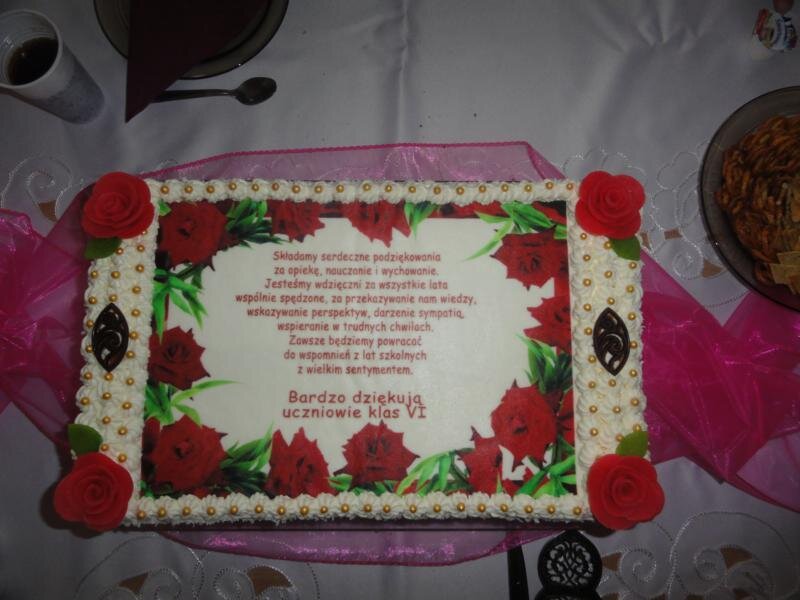 Składamy serdeczne podziękowania
za opiekę, nauczanie i wychowanie.
Jesteśmy wdzięczni za wszystkie lata
wspólnie spędzone, za przekazywanie nam wiedzy,
wskazywanie perspektyw, darzenie sympatią,
wspieranie w trudnych chwilach.
Zawsze będziemy powracać
do wspomnień z lat szkolnych
z wielkim sentymentem.
Bardzo dziękują
uczniowie klas VI